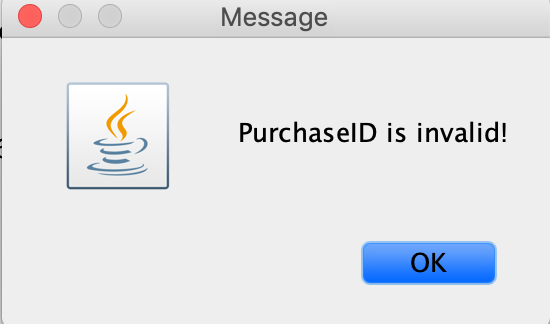 Message
PurchaseID is invalid!
OK